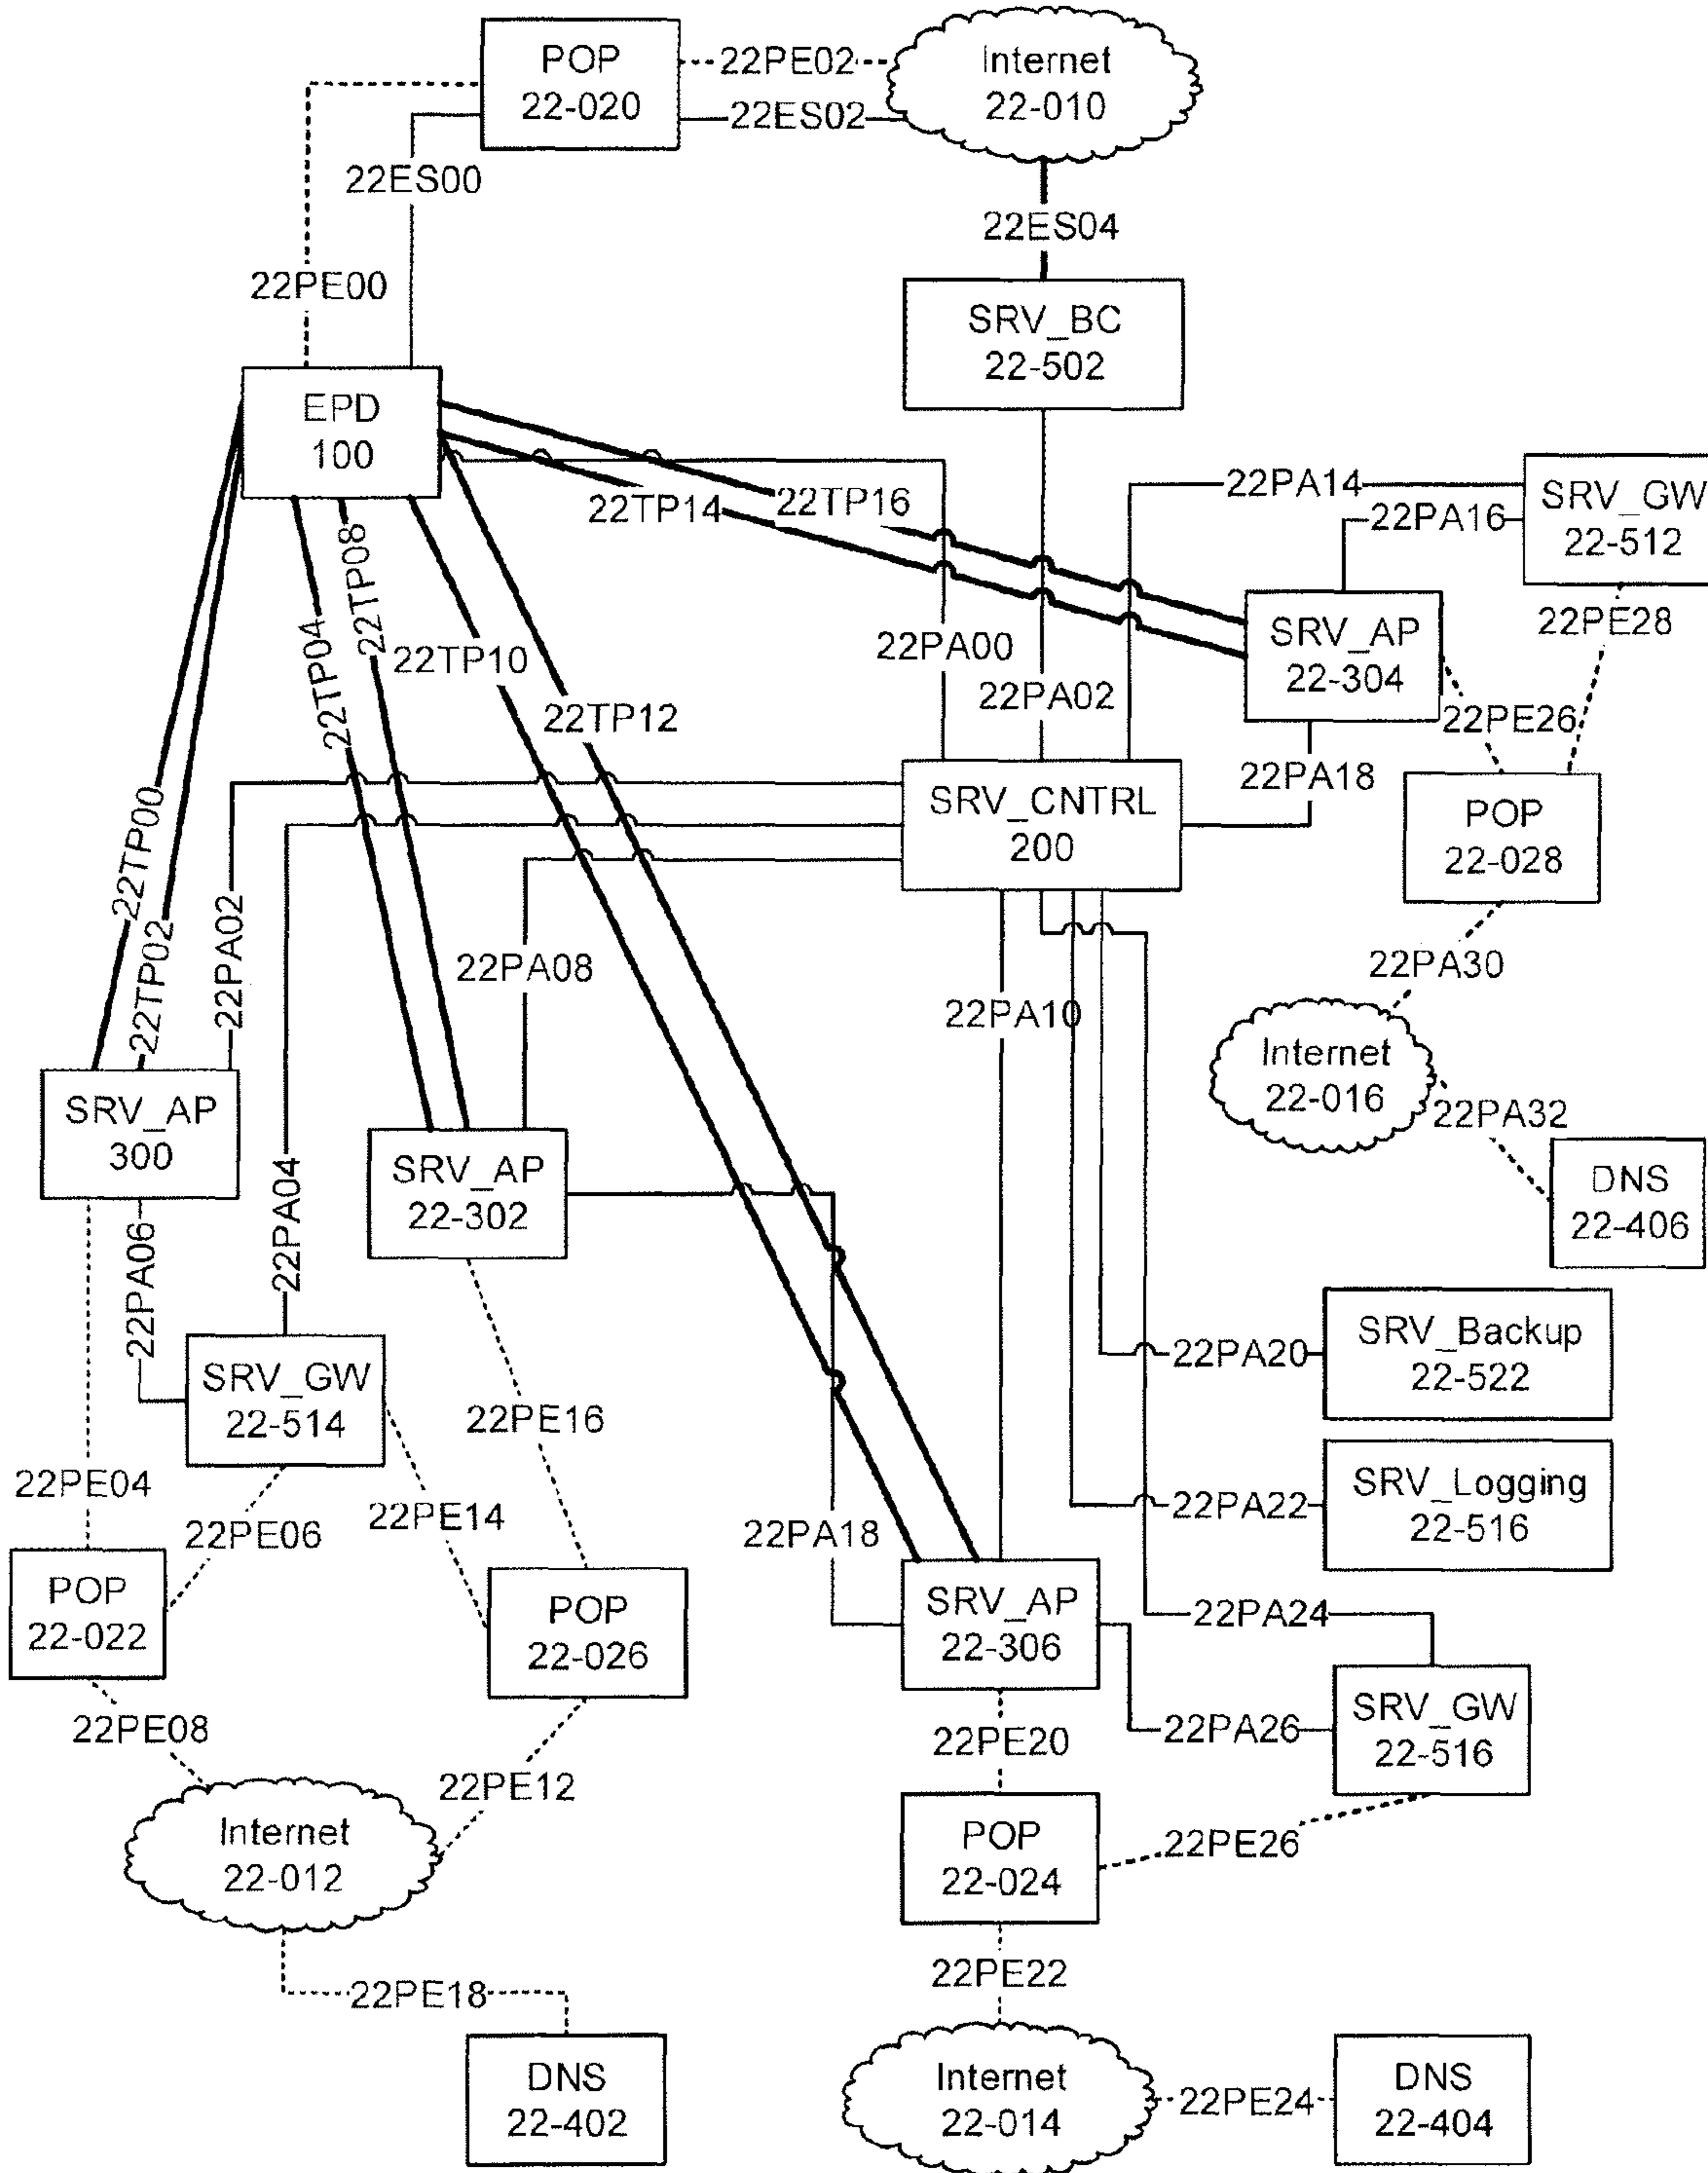 POP
22-020
22PE02
22ES02
Internet
22-010
22ES00
22ES04
22PE00
SRV_BC
22-502
EPD
100
22TP14
22TP16
22PA14
22PA16
SRV_GW
22-512
22TP08
22TP04
22TP10
22TP12
22PA00
22PA02
SRV_AP
22-304
22PE28
22PE26
22PA18
SRV_CNTRL
200
POP
22-028
22TP00
22TP02
22PA02
22PA08
22PA10
22PA30
Internet
22-016
22PA32
DNS
22-406
SRV_AP
300
22PA04
SRV_AP
22-302
22PA06
SRV_GW
22-514
22PE16
22PA20
SRV_Backup
22-522
22PE04
22PE06
22PE14
22PA18
22PA22
SRV_Logging
22-516
POP
22-022
POP
22-026
SRV_AP
22-306
22PA24
22PE08
22PE12
22PE20
22PA26
SRV_GW
22-516
Internet
22-012
POP
22-024
22PE26
22PE18
22PE22
DNS
22-402
Internet
22-014
22PE24
DNS
22-404